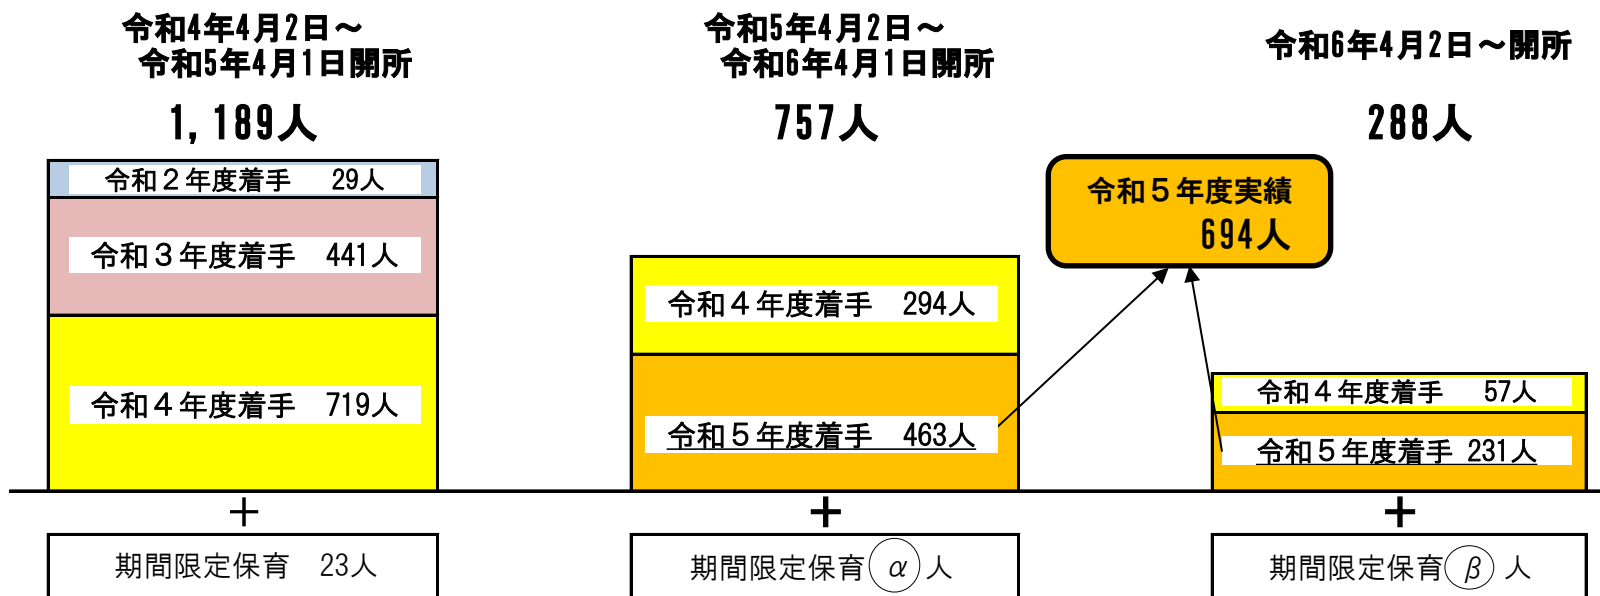 令和4年4月2日～
令和5年4月1日開所
1,189人
令和２年度着手　29人
令和３年度着手　441人
令和４年度着手　719人
＋
期間限定保育　23人
令和5年4月2日～
令和6年4月1日開所
757人
令和４年度着手　294人
令和５年度着手　463人
＋
期間限定保育 α 人
令和５年度実績
694人
令和6年4月2日～開所
288人
令和４年度着手　57人
令和５年度着手 231人
＋
期間限定保育 β 人